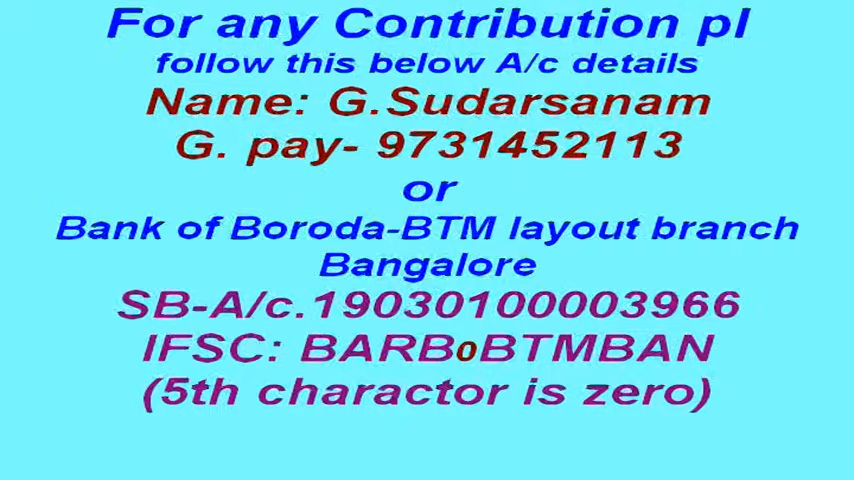 For any Contribution pl
follow this below A/c details
Name: G.Sudarsanam
G. pay- 9731452113
or
Bank of Boroda-BTM layout branch
Bangalore
SB-A/c.19030100003966
IFSC: BARB0BTMBAN
(5th charactor is zero)